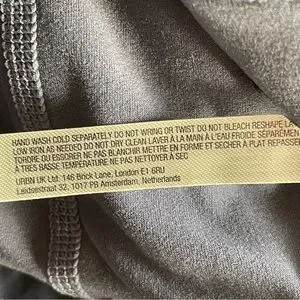 HAND WASH COLD SEPARATELY DO NOT WRING OR TWIST DO NOT BLEACH RESHAPE LA
LOW IRON AS NEEDED DO NOT DRY CLEAN LAVER À LA MAIN À L'EAU FROIDE SÉPARÉMEN
TORDRE OU ESSORER NE PAS BLANCHIR METTRE EN FORME ET SÉCHER À PLAT REPASSE
À TRÈS BASSE TEMPÉRATURE NE PAS NETTOYER À SEC
URBN UK Ltd. 146 Brick Lane, London E1 6RU
Leidsestraat 32, 1017 PB Amsterdam, Netherlands